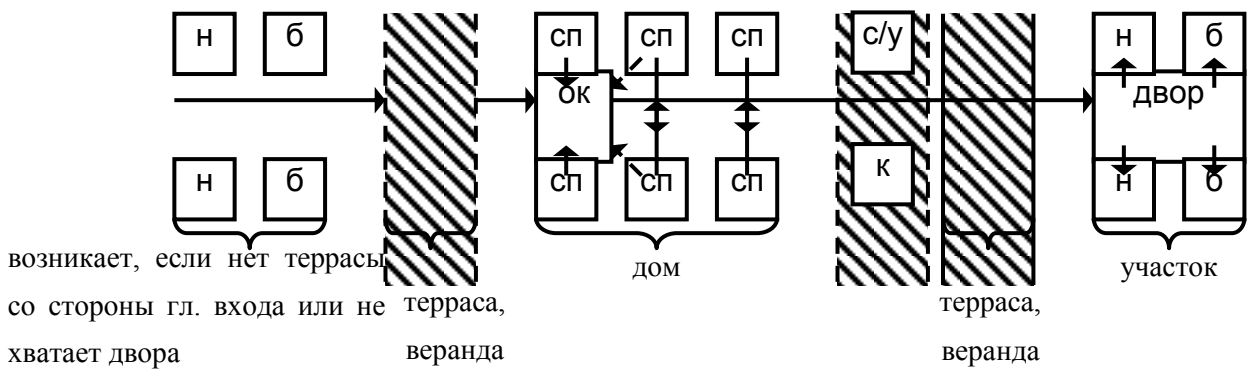 н б сп сп сп с/у н б
ок двор
н б сп сп сп к н б
возникает, если нет террасы дом участок
со стороны гл. входа или не терраса, терраса,
хватает двора веранда веранда